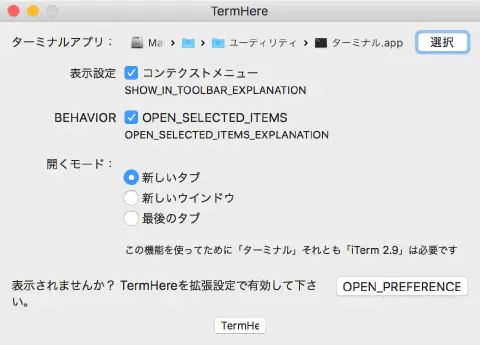 TermHere
ターミナルアプリ： Ma › › ユーティリティ › ターミナル.app 選択
表示設定 コンテクストメニュー
SHOW_IN_TOOLBAR_EXPLANATION
BEHAVIOR OPEN_SELECTED_ITEMS
OPEN_SELECTED_ITEMS_EXPLANATION
開くモード：
新しいタブ
新しいウインドウ
最後のタブ
この機能を使ってために「ターミナル」それとも「iTerm 2.9」は必要です
表示されませんか？ TermHereを拡張設定で有効して下さ
い。
OPEN_PREFERENCE
TermHe